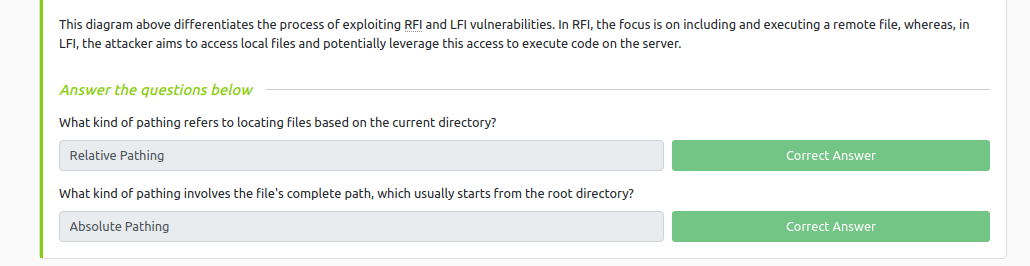 This diagram above differentiates the process of exploiting RFI and LFI vulnerabilities. In RFI, the focus is on including and executing a remote file, whereas, in
LFI, the attacker aims to access local files and potentially leverage this access to execute code on the server.
Answer the questions below
What kind of pathing refers to locating files based on the current directory?
Relative Pathing
Correct Answer
What kind of pathing involves the file's complete path, which usually starts from the root directory?
Absolute Pathing
Correct Answer